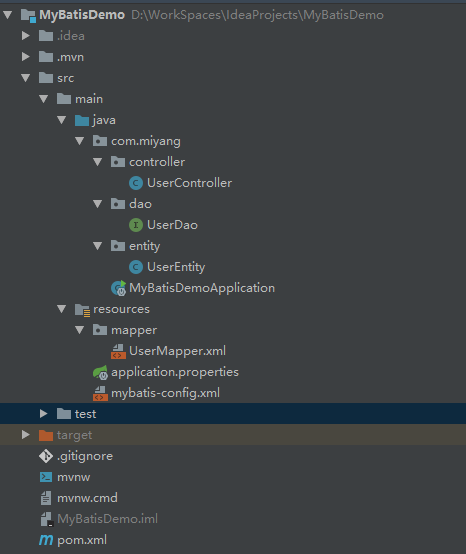 MyBatisDemo D:\WorkSpaces\IdeaProjects\MyBatisDemo
.idea
.mvn
src
main
java
com.miyang
controller
UserController
dao
UserDao
entity
UserEntity
MyBatisDemoApplication
resources
mapper
UserMapper.xml
application.properties
mybatis-config.xml
test
target
.gitignore
mvnw
mvnw.cmd
MyBatisDemo.iml
pom.xml